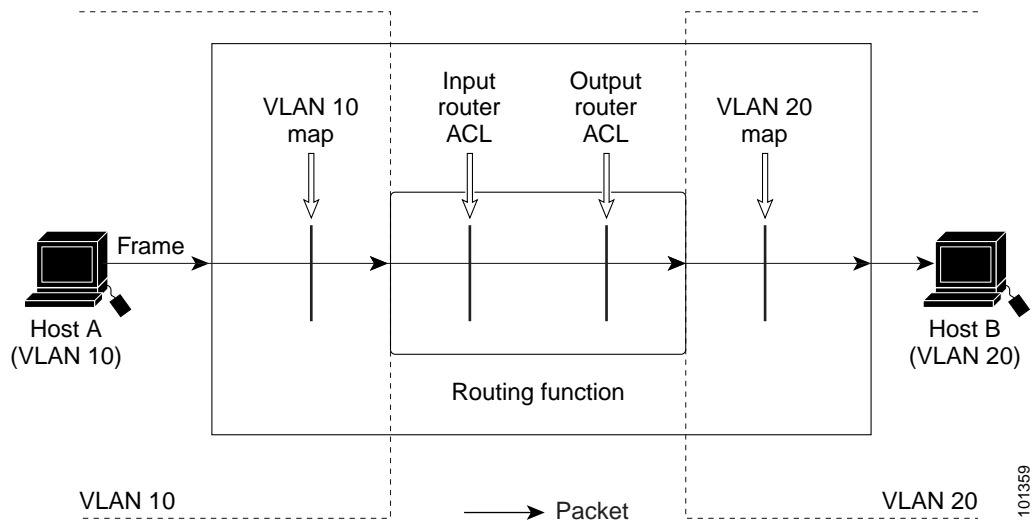 VLAN 10
map
Input
router
ACL
Output
router
ACL
VLAN 20
map
Frame
Host A
(VLAN 10)
Host B
(VLAN 20)
Routing function
VLAN 10
Packet
VLAN 20
101359